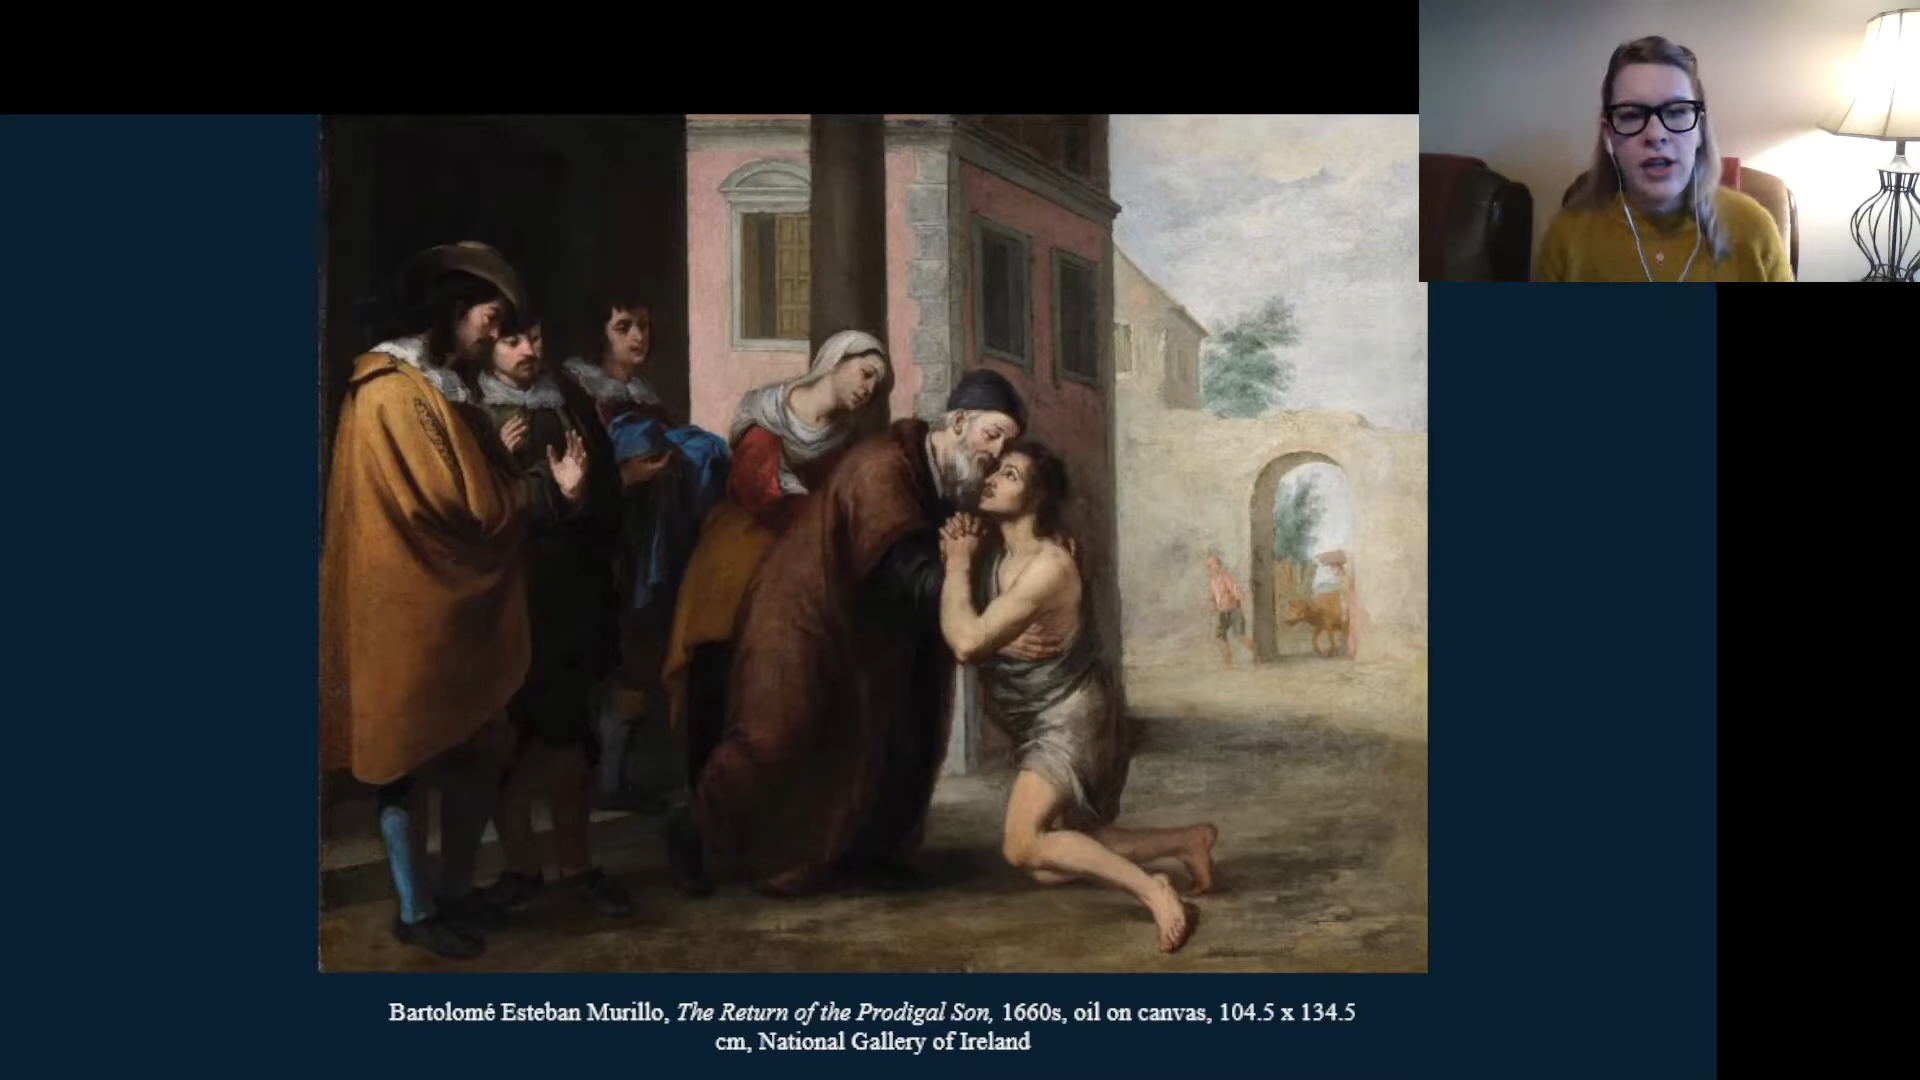 Bartolomé Esteban Murillo, The Return of the Prodigal Son, 1660s, oil on canvas, 104.5 x 134.5
cm, National Gallery of Ireland